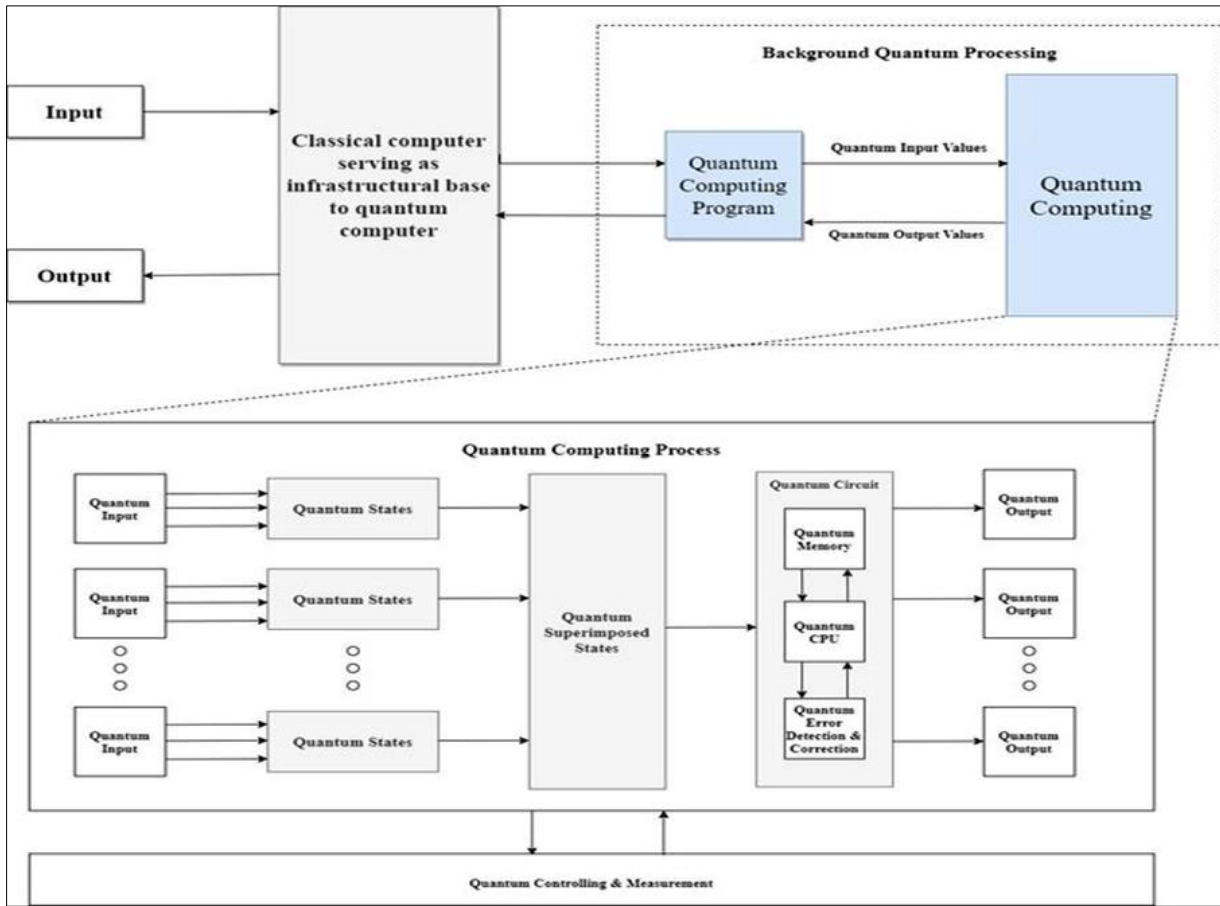 Background Quantum Processing
Input
Classical computer
serving as
infrastructural base
to quantum
computer
Output
Quantum
Computing
Program
Quantum Input Values
Quantum Output Values
Quantum
Computing
Quantum Computing Process
Quantum
Input
Quantum States
Quantum
Input
Quantum States
Quantum
Input
Quantum States
Quantum
Superimposed
States
Quantum Circuit
Quantum
Memory
Quantum
CPU
Quantum
Error
Detection &
Correction
Quantum
Output
Quantum
Output
Quantum
Output
Quantum Controlling & Measurement